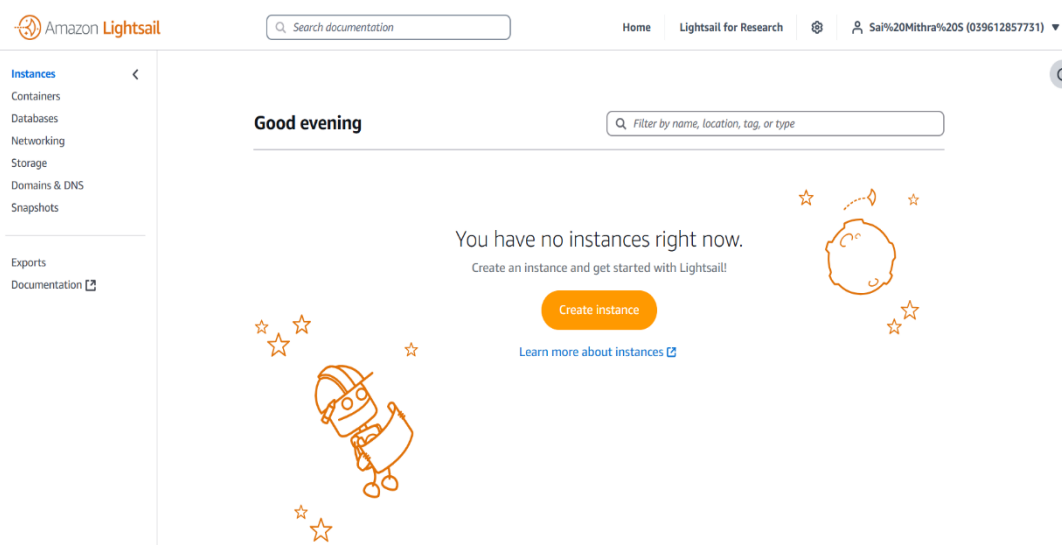 Amazon Lightsail
Search documentation
Home
Lightsail for Research
Sai%20Mithra%20S (039612857731)
Instances
Containers
Databases
Networking
Storage
Domains & DNS
Snapshots
Exports
Documentation
Good evening
Filter by name, location, tag, or type
You have no instances right now.
Create an instance and get started with Lightsail!
Create instance
Learn more about instances